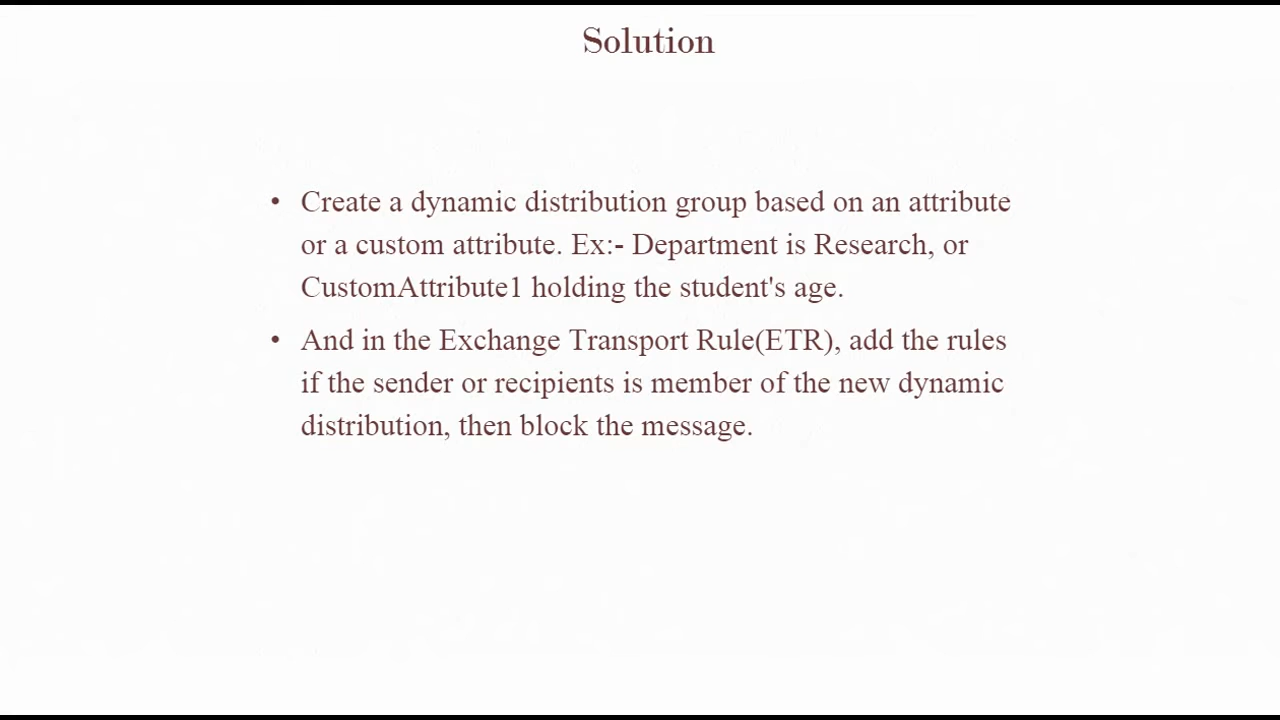 Solution
• Create a dynamic distribution group based on an attribute
or a custom attribute. Ex:- Department is Research, or
CustomAttribute1 holding the student's age.
• And in the Exchange Transport Rule(ETR), add the rules
if the sender or recipients is member of the new dynamic
distribution, then block the message.